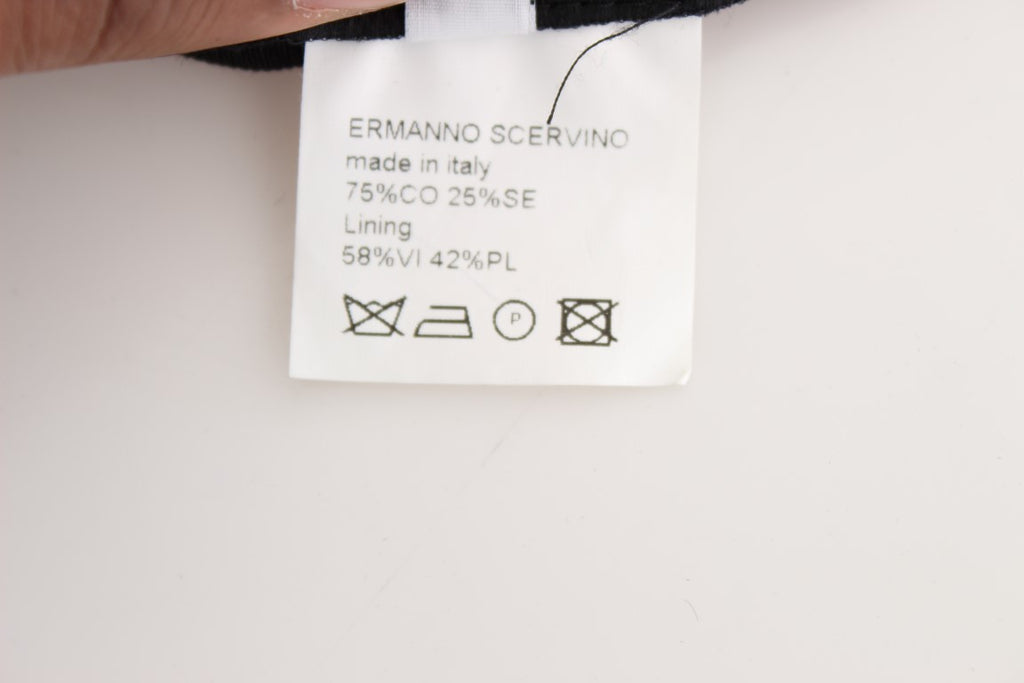 ERMANNO SCERVINO
made in italy
75%CO 25%SE
Lining
58%VI 42%PL
P